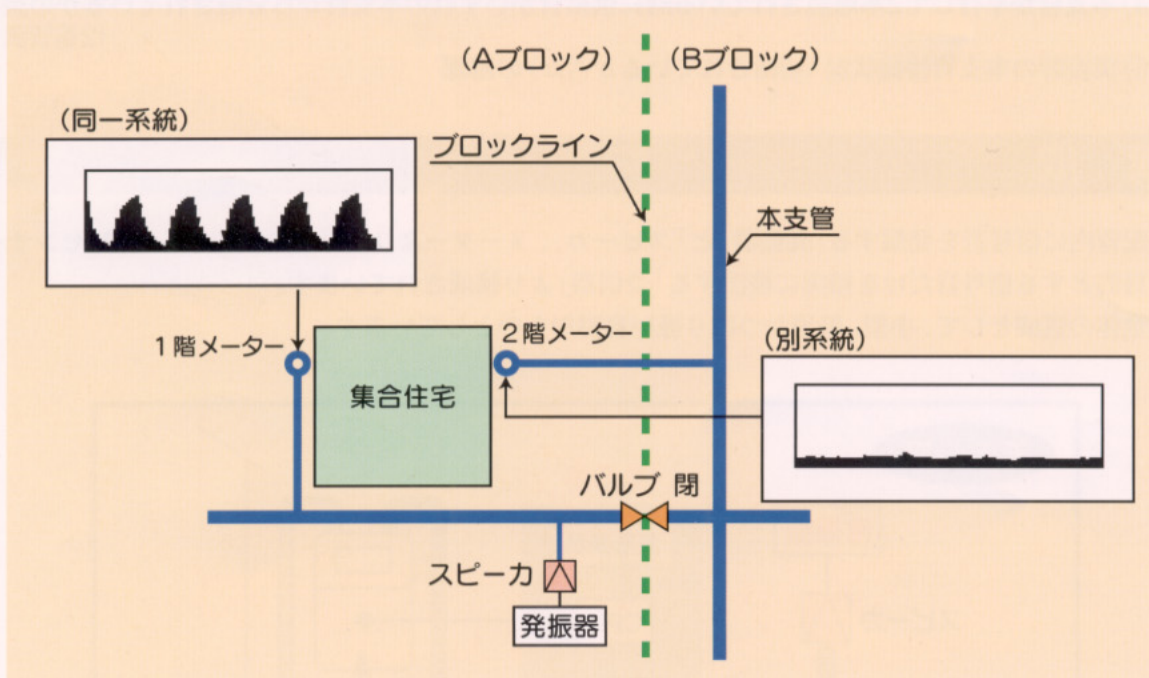 （Aブロック）
（Bブロック）
（同一系統）
ブロックライン
本支管
1階メーター
2階メーター
（別系統）
集合住宅
バルブ 閉
スピーカ
発振器